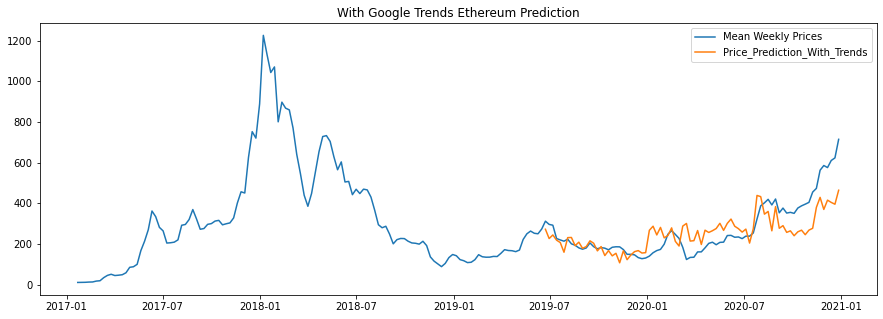 With Google Trends Ethereum Prediction
Mean Weekly Prices
Price_Prediction_With_Trends
1200
1000
800
600
400
200
0
2017-01 2017-07 2018-01 2018-07 2019-01 2019-07 2020-01 2020-07 2021-01